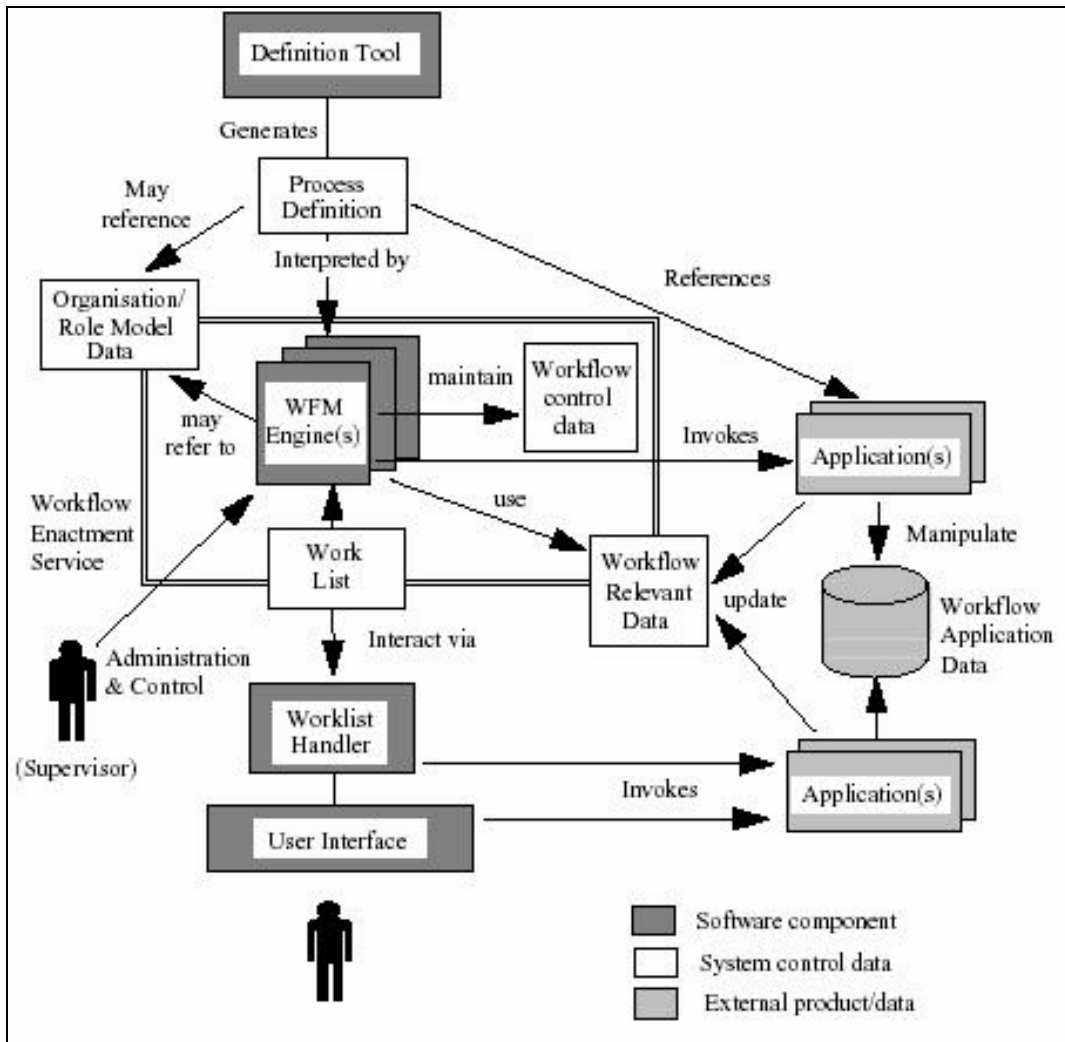 Definition Tool
Generates
Process
Definition
May
reference
Interpreted by
References
Organisation/
Role Model
Data
maintain
Workflow
control
data
WFM
Engine(s)
may
refer to
Invokes
Application(s)
use
Workflow
Enactment
Service
Work
List
Workflow
Relevant
Data
Manipulate
update
Workflow
Application
Data
Interact via
Administration
& Control
(Supervisor)
Worklist
Handler
Invokes
Application(s)
User Interface
Software component
System control data
External product/data